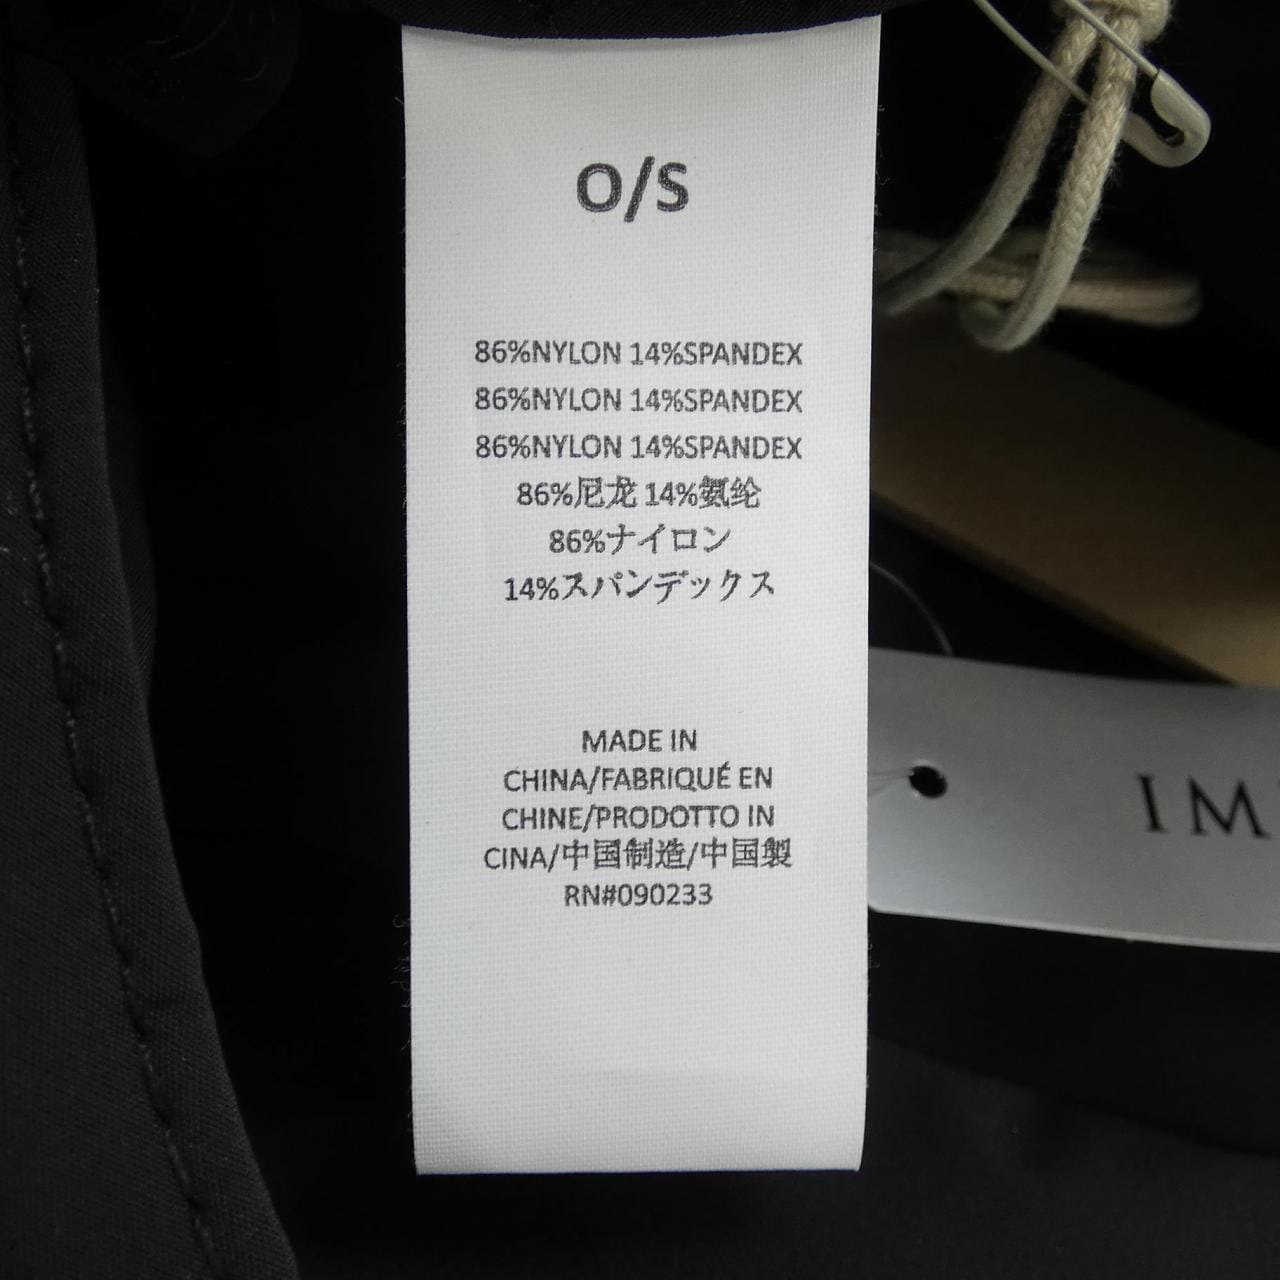 O/S
86%NYLON 14%SPANDEX
86%NYLON 14%SPANDEX
86%NYLON 14%SPANDEX
86%尼龙 14%氨纶
86%ナイロン
14%スパンデックス
MADE IN
CHINA/FABRIQUÉ EN
CHINE/PRODOTTO IN
CINA/中国制造/中国製
RN#090233
IM